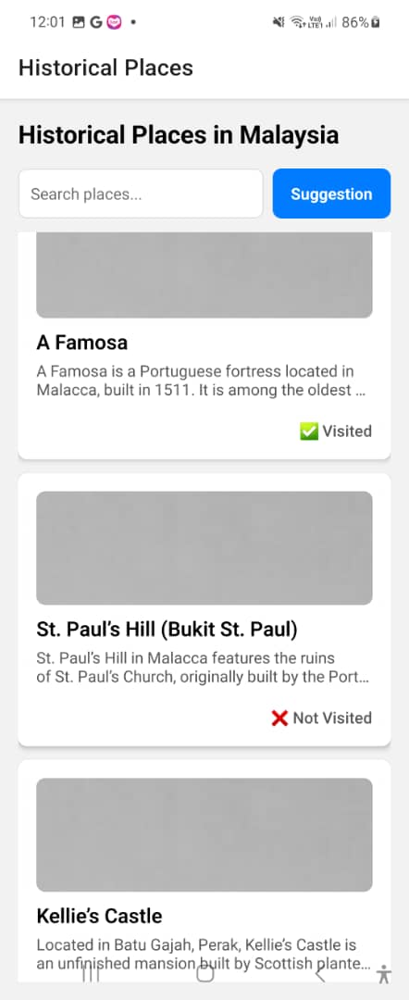 12:01 G 86%
Historical Places
Historical Places in Malaysia
Search places...
Suggestion
A Famosa
A Famosa is a Portuguese fortress located in
Malacca, built in 1511. It is among the oldest ...
✅ Visited
St. Paul's Hill (Bukit St. Paul)
St. Paul's Hill in Malacca features the ruins
of St. Paul's Church, originally built by the Port...
❌ Not Visited
Kellie's Castle
Located in Batu Gajah, Perak, Kellie's Castle is
an unfinished mansion built by Scottish plante...